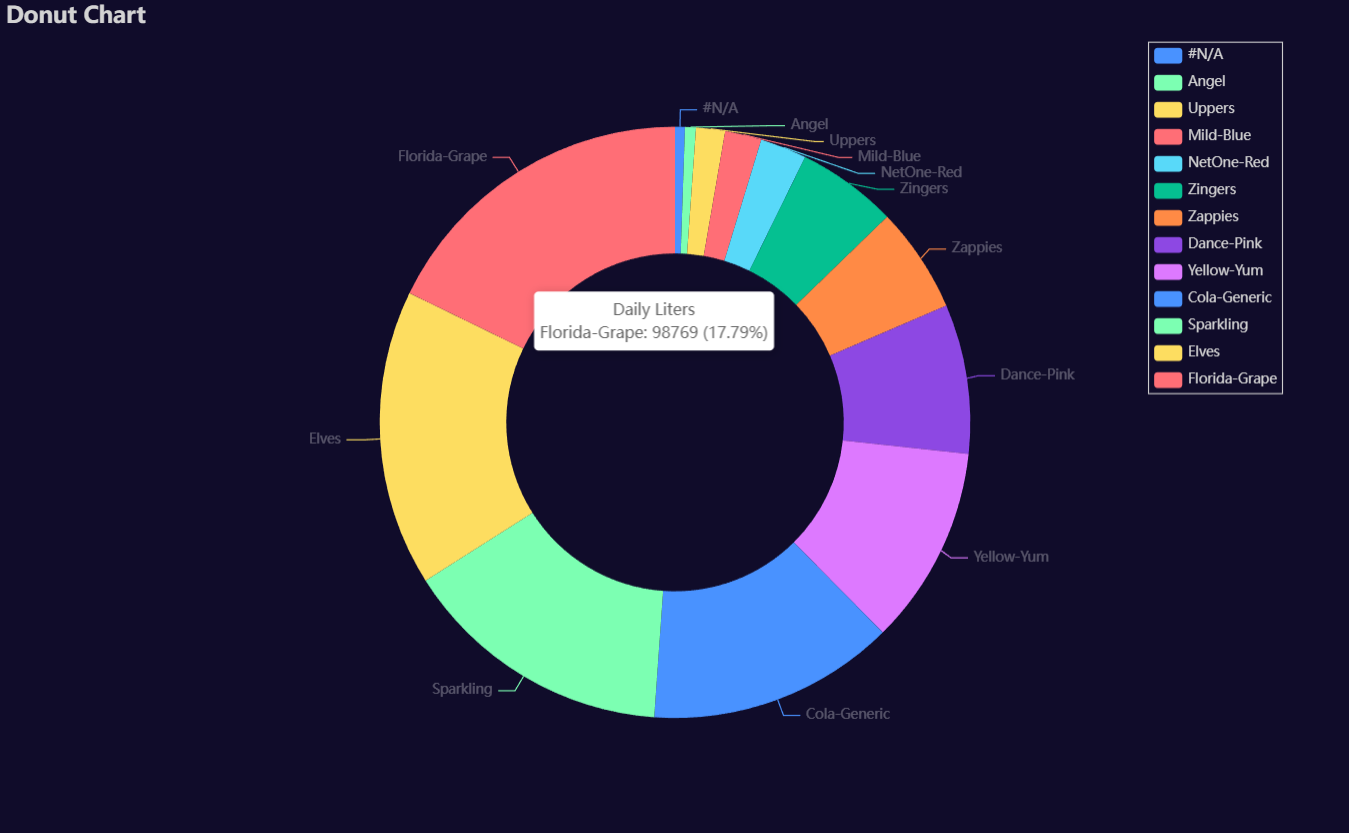 Donut Chart
#N/A
Angel
Uppers
Mild-Blue
NetOne-Red
Zingers
Zappies
Dance-Pink
Yellow-Yum
Cola-Generic
Sparkling
Elves
Florida-Grape
Daily Liters
Florida-Grape: 98769 (17.79%)
#N/A
Angel
Uppers
Mild-Blue
NetOne-Red
Zingers
Zappies
Dance-Pink
Yellow-Yum
Cola-Generic
Sparkling
Elves
Florida-Grape